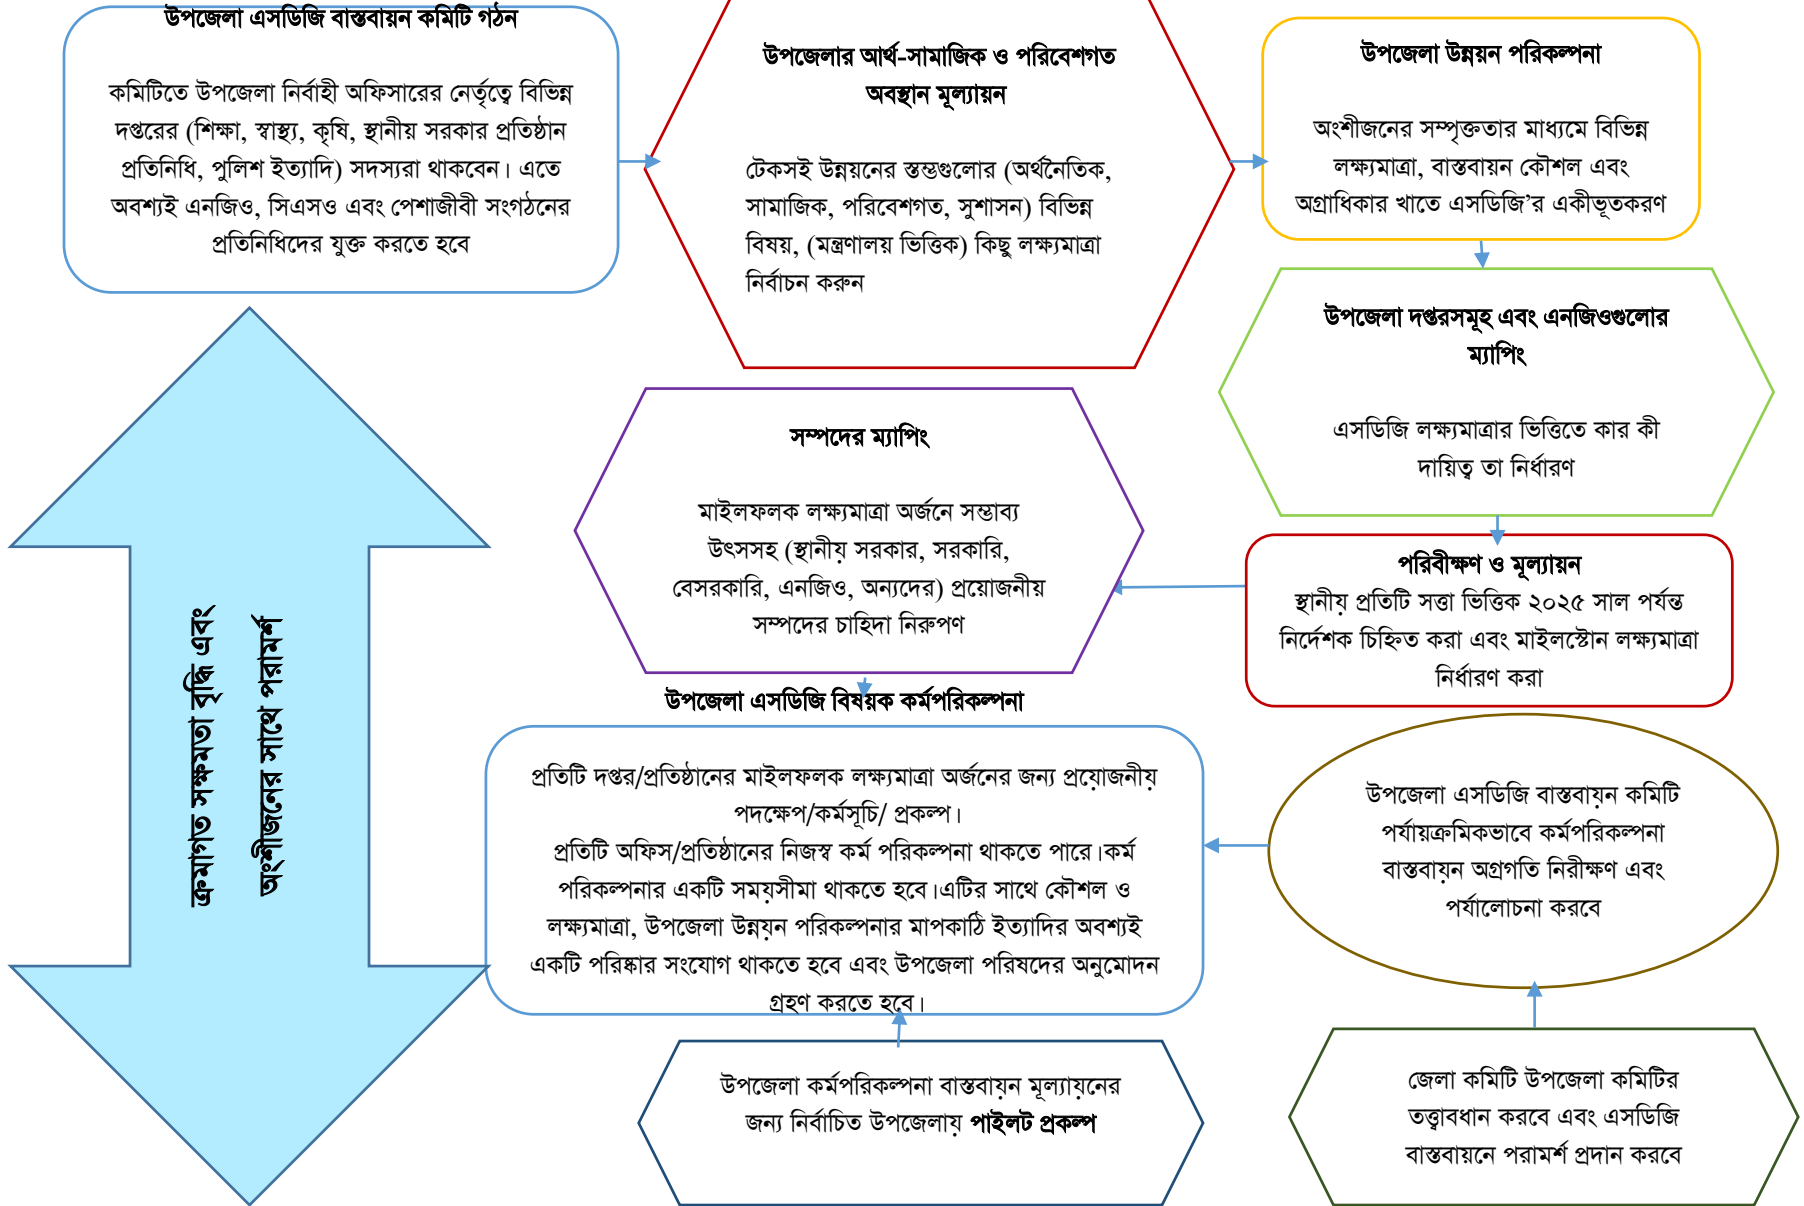 উপজেলা এসডিজি বাস্তবায়ন কমিটি গঠন
কমিটিতে উপজেলা নির্বাহী অফিসারের নের্তৃত্বে বিভিন্ন
দপ্তরের (শিক্ষা, স্বাস্থ্য, কৃষি, স্থানীয় সরকার প্রতিষ্ঠান
প্রতিনিধি, পুলিশ ইত্যাদি) সদস্যরা থাকবেন। এতে
অবশ্যই এনজিও, সিএসও এবং পেশাজীবী সংগঠনের
প্রতিনিধিদের যুক্ত করতে হবে
উপজেলার আর্থ-সামাজিক ও পরিবেশগত
অবস্থান মূল্যায়ন
টেকসই উন্নয়নের স্তম্ভগুলোর (অর্থনৈতিক,
সামাজিক, পরিবেশগত, সুশাসন) বিভিন্ন
বিষয়, (মন্ত্রণালয় ভিত্তিক) কিছু লক্ষ্যমাত্রা
নির্বাচন করুন
উপজেলা উন্নয়ন পরিকল্পনা
অংশীজনের সম্পৃক্ততার মাধ্যমে বিভিন্ন
লক্ষ্যমাত্রা, বাস্তবায়ন কৌশল এবং
অগ্রাধিকার খাতে এসডিজি’র একীভূতকরণ
উপজেলা দপ্তরসমূহ এবং এনজিওগুলোর
ম্যাপিং
এসডিজি লক্ষ্যমাত্রার ভিত্তিতে কার কী
দায়িত্ব তা নির্ধারণ
পরিবীক্ষণ ও মূল্যায়ন
স্থানীয় প্রতিটি সত্তা ভিত্তিক ২০২৫ সাল পর্যন্ত
নির্দেশক চিহ্নিত করা এবং মাইলস্টোন লক্ষ্যমাত্রা
নির্ধারণ করা
সম্পদের ম্যাপিং
মাইলফলক লক্ষ্যমাত্রা অর্জনে সম্ভাব্য
উৎসসহ (স্থানীয় সরকার, সরকারি,
বেসরকারি, এনজিও, অন্যদের) প্রয়োজনীয়
সম্পদের চাহিদা নিরুপণ
উপজেলা এসডিজি বিষয়ক কর্মপরিকল্পনা
প্রতিটি দপ্তর/প্রতিষ্ঠানের মাইলফলক লক্ষ্যমাত্রা অর্জনের জন্য প্রয়োজনীয়
পদক্ষেপ/কর্মসূচি/ প্রকল্প।
প্রতিটি অফিস/প্রতিষ্ঠানের নিজস্ব কর্ম পরিকল্পনা থাকতে পারে।কর্ম
পরিকল্পনার একটি সময়সীমা থাকতে হবে।এটির সাথে কৌশল ও
লক্ষ্যমাত্রা, উপজেলা উন্নয়ন পরিকল্পনার মাপকাঠি ইত্যাদির অবশ্যই
একটি পরিষ্কার সংযোগ থাকতে হবে এবং উপজেলা পরিষদের অনুমোদন
গ্রহণ করতে হবে।
উপজেলা এসডিজি বাস্তবায়ন কমিটি
পর্যায়ক্রমিকভাবে কর্মপরিকল্পনা
বাস্তবায়ন অগ্রগতি নিরীক্ষণ এবং
পর্যালোচনা করবে
উপজেলা কর্মপরিকল্পনা বাস্তবায়ন মূল্যায়নের
জন্য নির্বাচিত উপজেলায় পাইলট প্রকল্প
জেলা কমিটি উপজেলা কমিটির
তত্ত্বাবধান করবে এবং এসডিজি
বাস্তবায়নে পরামর্শ প্রদান করবে
ক্রমাগত সক্ষমতা বৃদ্ধি এবং
অংশীজনের সাথে পরামর্শ